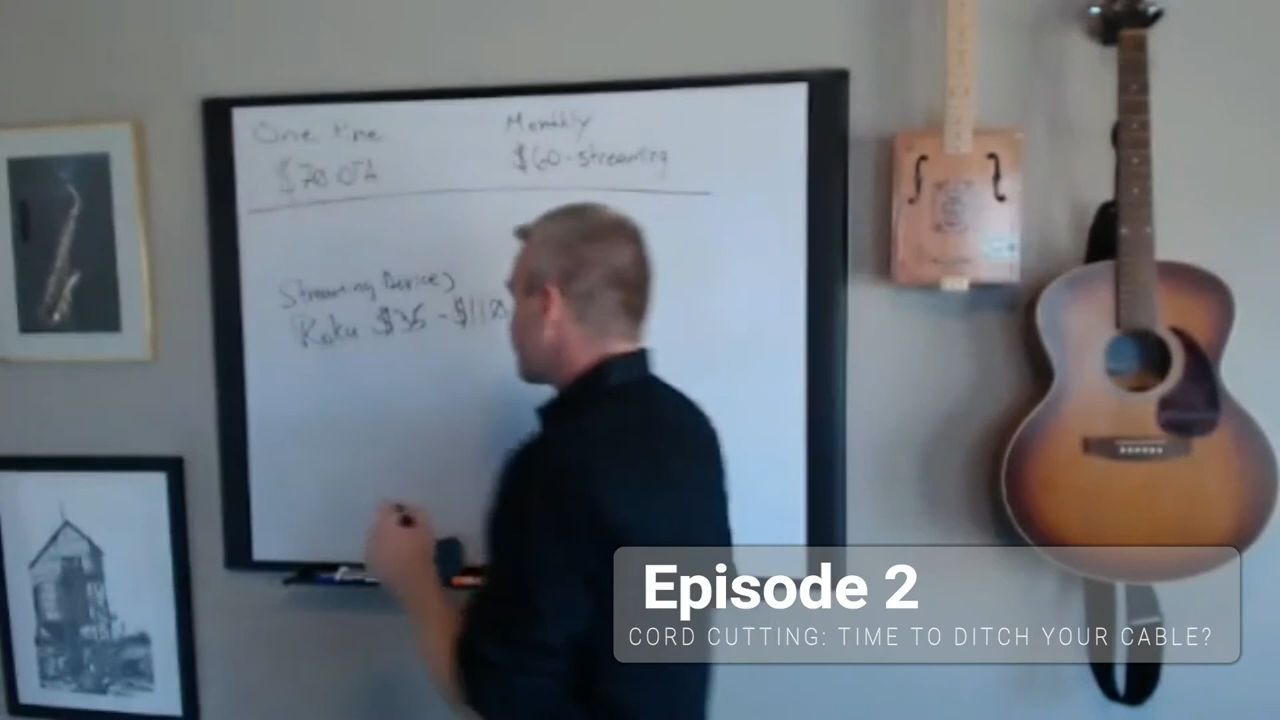 One time
Monthly
$70 OTA
$60-streaming
Streaming Devices
Roku $35 - $110
Episode 2
CORD CUTTING: TIME TO DITCH YOUR CABLE?